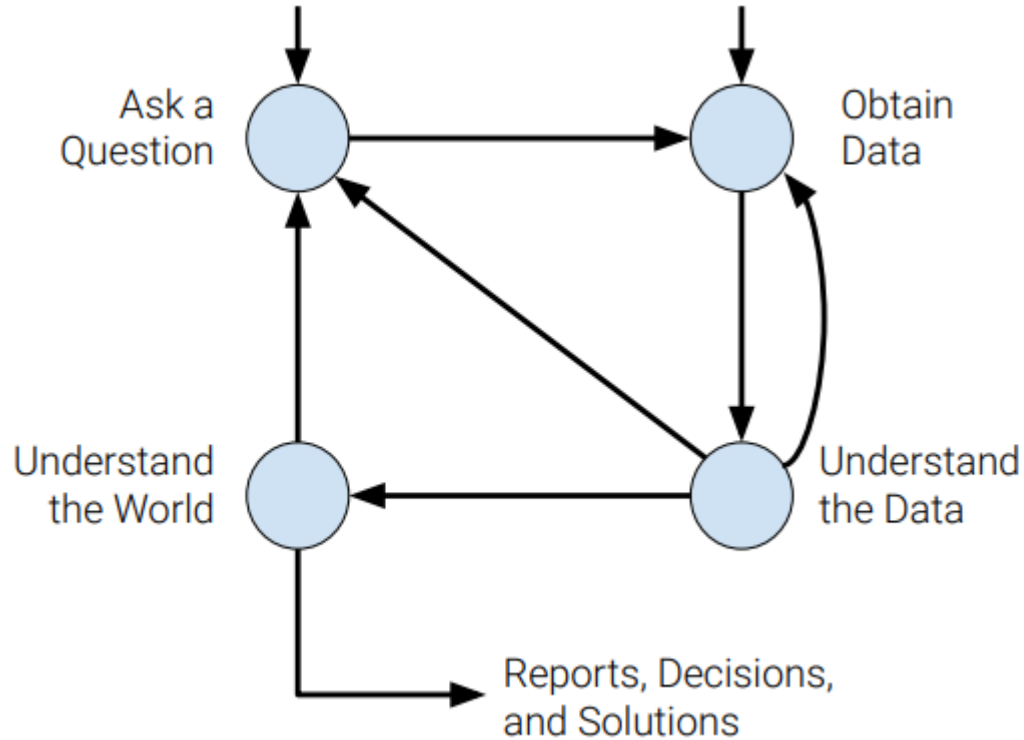 Ask a
Question
Obtain
Data
Understand
the World
Understand
the Data
Reports, Decisions,
and Solutions